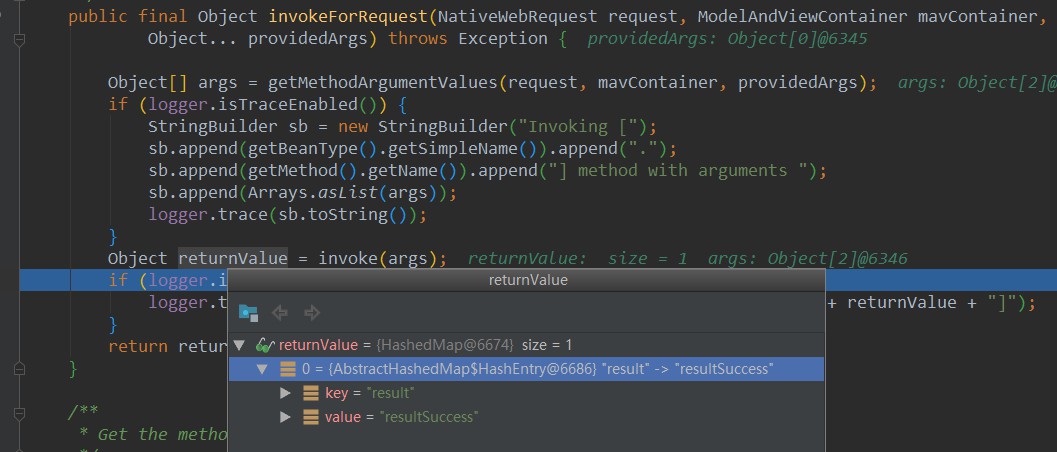 public final Object invokeForRequest(NativeWebRequest request, ModelAndViewContainer mavContainer,
Object... providedArgs) throws Exception { providedArgs: Object[0]@6345
Object[] args = getMethodArgumentValues(request, mavContainer, providedArgs); args: Object[2]@
if (logger.isTraceEnabled()) {
StringBuilder sb = new StringBuilder("Invoking [");
sb.append(getBeanType().getSimpleName()).append(".");
sb.append(getMethod().getName()).append("] method with arguments ");
sb.append(Arrays.asList(args));
logger.trace(sb.toString());
}
Object returnValue = invoke(args); returnValue: size = 1 args: Object[2]@6346
if (logger.i
returnValue
logger.t + returnValue + "]");
}
returnValue = {HashedMap@6674} size = 1
return retur
0 = {AbstractHashedMap$HashEntry@6686} "result" -> "resultSuccess"
}
key = "result"
/**
value = "resultSuccess"
* Get the metho
*/